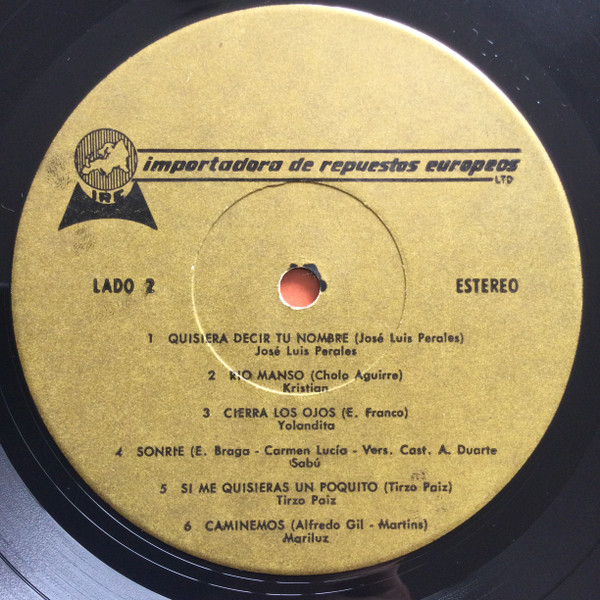 IRE
importadora de repuestos europeos
LTD
LADO 2
ESTEREO
1 QUISIERA DECIR TU NOMBRE (José Luis Perales)
José Luis Perales
2 RIO MANSO (Cholo Aguirre)
Kristian
3 CIERRA LOS OJOS (E. Franco)
Yolandita
4 SONRIE (E. Braga - Carmen Lucía - Vers. Cast. A. Duarte
Sabú
5 SI ME QUISIERAS UN POQUITO (Tirzo Paiz)
Tirzo Paiz
6 CAMINEMOS (Alfredo Gil - Martins)
Mariluz